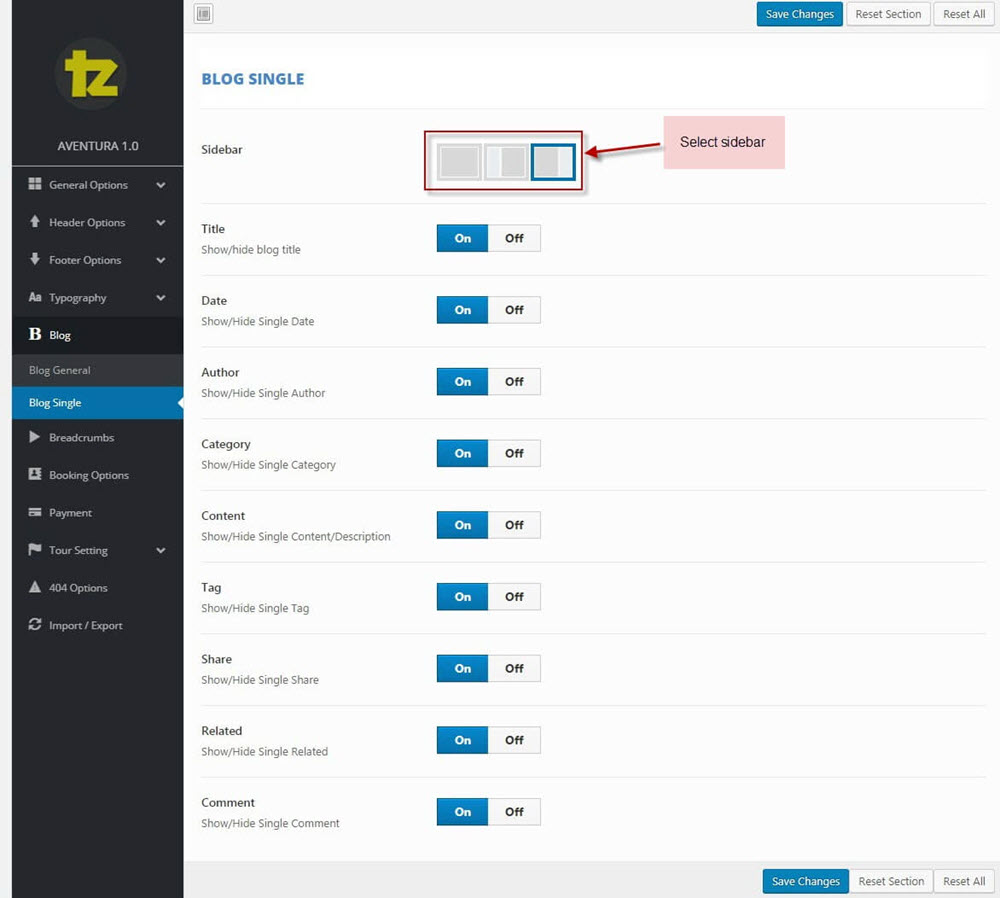 Save Changes
Reset Section
Reset All
tz
AVENTURA 1.0
General Options
Header Options
Footer Options
Aa Typography
B Blog
Blog General
Blog Single
Breadcrumbs
Booking Options
Payment
Tour Setting
404 Options
Import / Export
BLOG SINGLE
Sidebar
Select sidebar
Title
Show/hide blog title
On Off
Date
Show/Hide Single Date
On Off
Author
Show/Hide Single Author
On Off
Category
Show/Hide Single Category
On Off
Content
Show/Hide Single Content/Description
On Off
Tag
Show/Hide Single Tag
On Off
Share
Show/Hide Single Share
On Off
Related
Show/Hide Single Related
On Off
Comment
Show/Hide Single Comment
On Off
Save Changes
Reset Section
Reset All